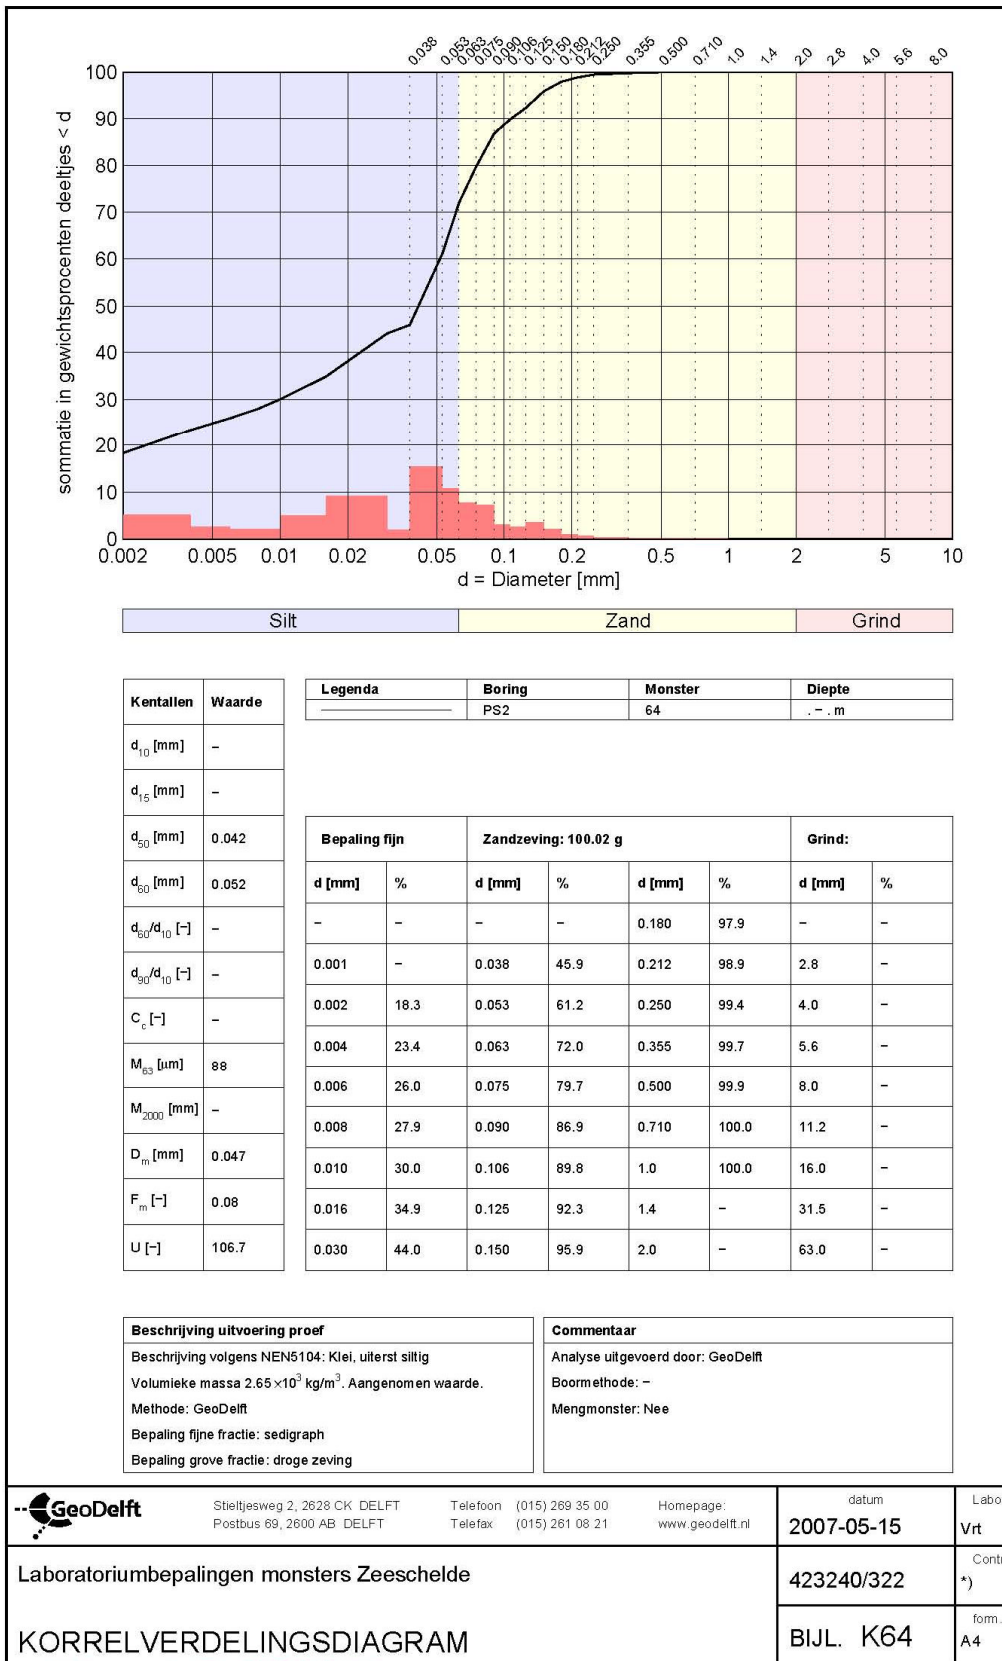 0.038 0.053 0.063 0.075 0.090 0.106 0.125 0.150 0.180 0.212 0.250 0.355 0.500 0.710 1.0 1.4 2.0 2.8 4.0 5.6 8.0
sommatie in gewichtsprocenten deeltjes < d
100
90
80
70
60
50
40
30
20
10
0
0.002 0.005 0.01 0.02 0.05 0.1 0.2 0.5 1 2 5 10
d = Diameter [mm]
Silt Zand Grind
Kentallen Waarde
d10 [mm] –
d15 [mm] –
d50 [mm] 0.042
d60 [mm] 0.052
d60/d10 [–] –
d90/d10 [–] –
Cc [–] –
M63 [µm] 88
M2000 [mm] –
Dm [mm] 0.047
Fm [–] 0.08
U [–] 106.7
Legenda Boring Monster Diepte
PS2 64 . – . m
Bepaling fijn Zandzeving: 100.02 g Grind:
d [mm] % d [mm] % d [mm] % d [mm] %
– – – – 0.180 97.9 – –
0.001 – 0.038 45.9 0.212 98.9 2.8 –
0.002 18.3 0.053 61.2 0.250 99.4 4.0 –
0.004 23.4 0.063 72.0 0.355 99.7 5.6 –
0.006 26.0 0.075 79.7 0.500 99.9 8.0 –
0.008 27.9 0.090 86.9 0.710 100.0 11.2 –
0.010 30.0 0.106 89.8 1.0 100.0 16.0 –
0.016 34.9 0.125 92.3 1.4 – 31.5 –
0.030 44.0 0.150 95.9 2.0 – 63.0 –
Beschrijving uitvoering proef
Beschrijving volgens NEN5104: Klei, uiterst siltig
Volumieke massa 2.65×10³ kg/m³. Aangenomen waarde.
Methode: GeoDelft
Bepaling fijne fractie: sedigraph
Bepaling grove fractie: droge zeving
Commentaar
Analyse uitgevoerd door: GeoDelft
Boormethode: –
Mengmonster: Nee
GeoDelft
Stieltjesweg 2, 2628 CK DELFT Telefoon (015) 269 35 00 Homepage:
Postbus 69, 2600 AB DELFT Telefax (015) 261 08 21 www.geodelft.nl
datum Labo
2007-05-15 Vrt
Laboratoriumbepalingen monsters Zeeschelde
423240/322 Contr
*)
KORRELVERDELINGSDIAGRAM
BIJL. K64 form.
A4